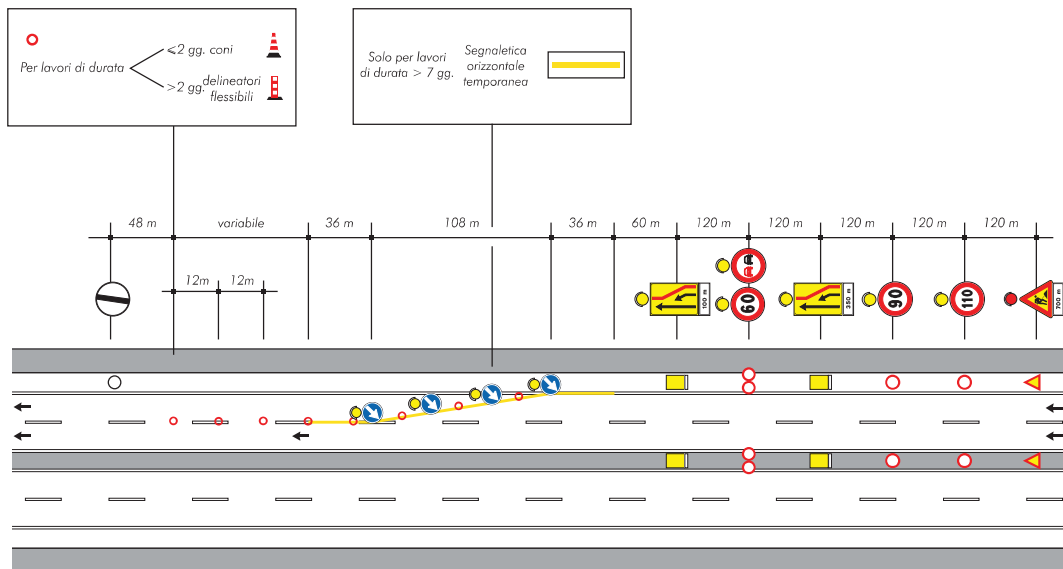 Per lavori di durata
⩽2 gg. coni
>2 gg. delineatori
flessibili
Solo per lavori
di durata > 7 gg.
Segnaletica
orizzontale
temporanea
48 m
variabile
36 m
108 m
36 m
60 m
120 m
120 m
120 m
120 m
120 m
12m
12m
100 m
60
350 m
90
110
700 m